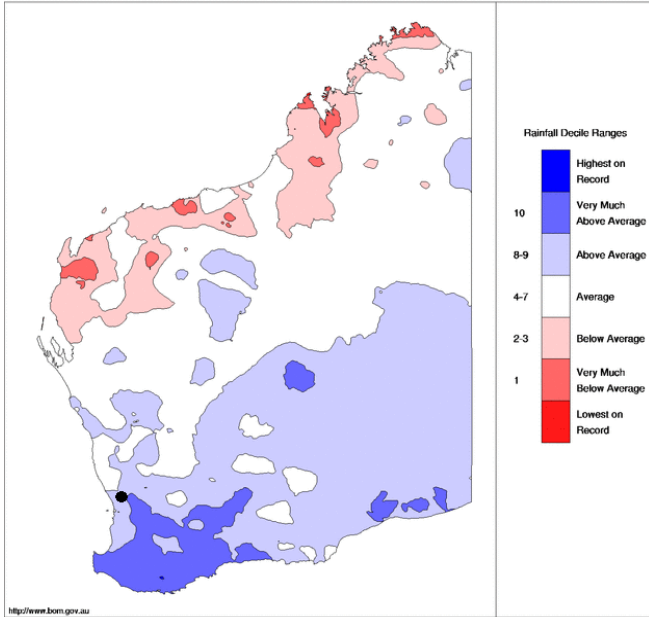 Rainfall Decile Ranges
Highest on
Record
10
Very Much
Above Average
8-9
Above Average
4-7
Average
2-3
Below Average
1
Very Much
Below Average
Lowest on
Record
http://www.bom.gov.au